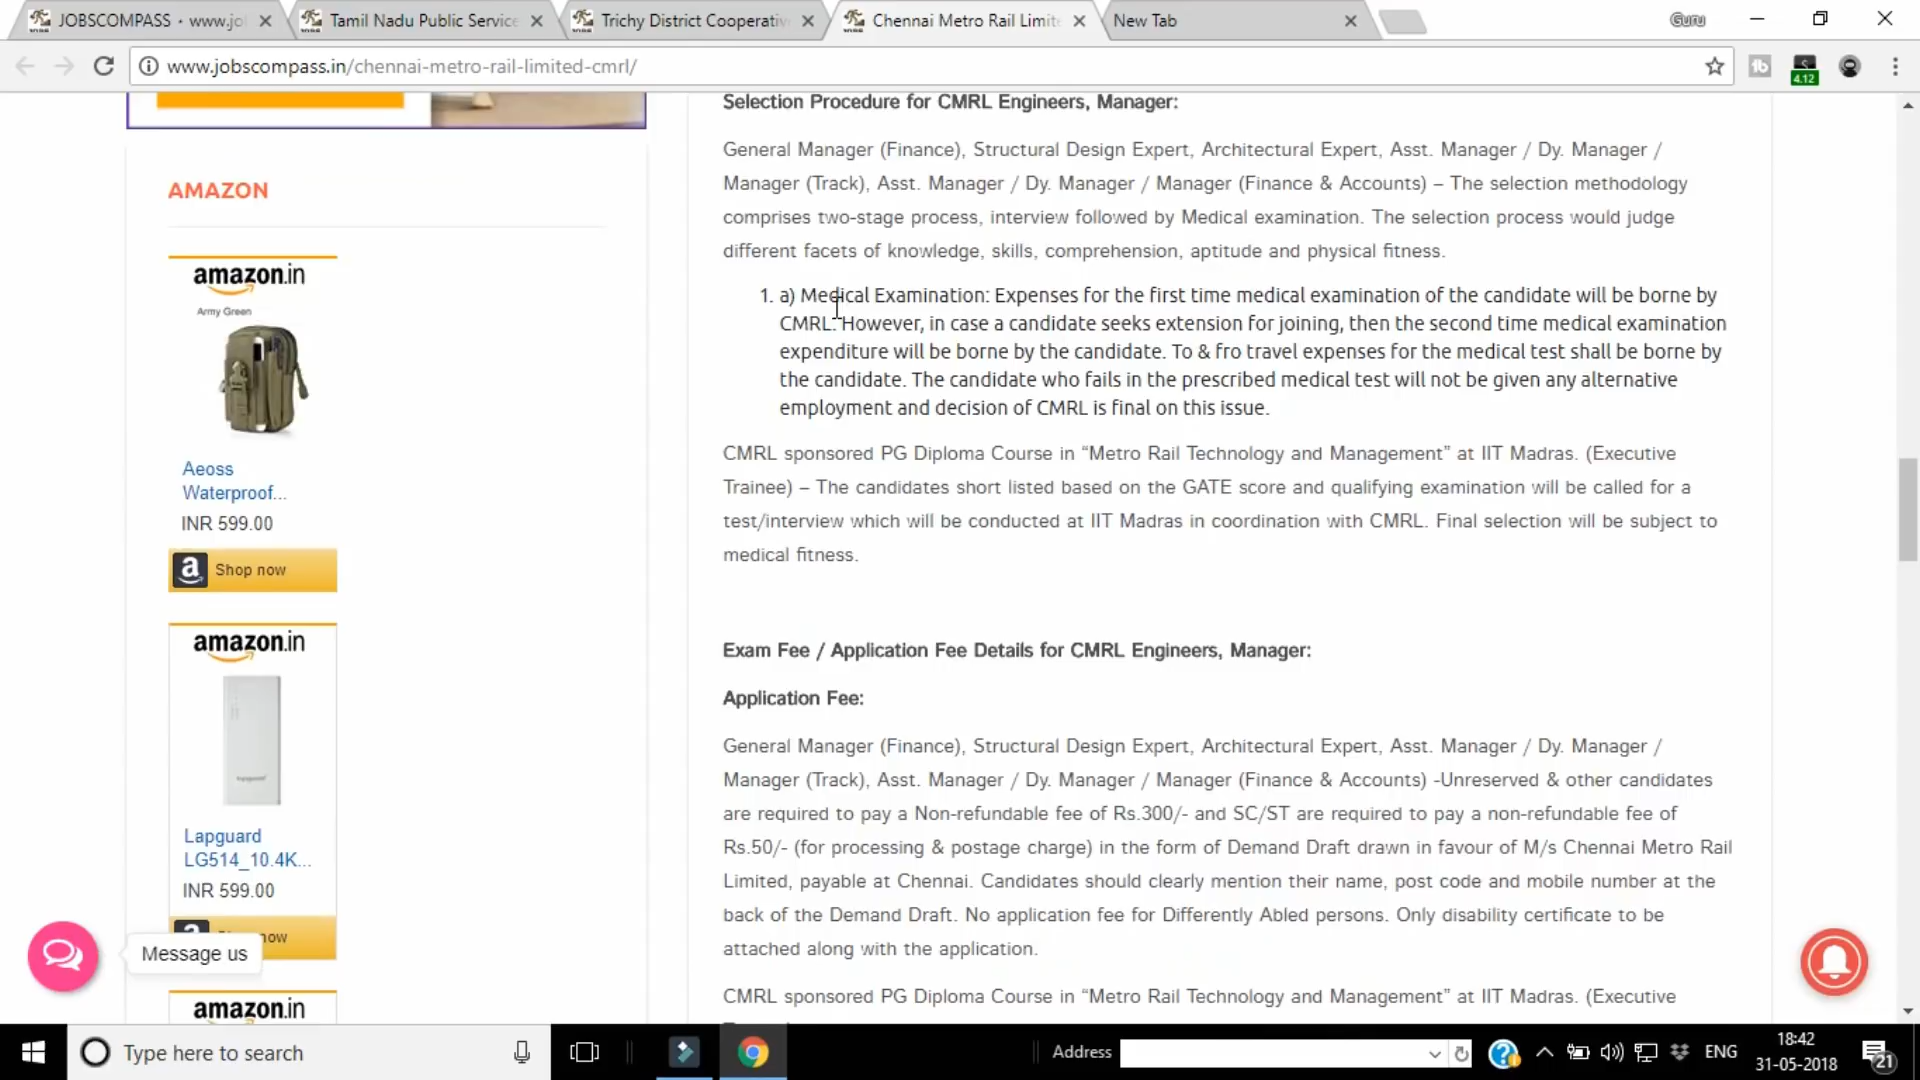 JOBSCOMPASS • www.jo
Tamil Nadu Public Service
Trichy District Cooperativ
Chennai Metro Rail Limite
New Tab
Guru
www.jobscompass.in/chennai-metro-rail-limited-cmrl/
4.12
AMAZON
amazon.in
Army Green
Aeoss
Waterproof...
INR 599.00
Shop now
amazon.in
Lapguard
LG514_10.4K...
INR 599.00
now
Message us
amazon.in
Selection Procedure for CMRL Engineers, Manager:
General Manager (Finance), Structural Design Expert, Architectural Expert, Asst. Manager / Dy. Manager /
Manager (Track), Asst. Manager / Dy. Manager / Manager (Finance & Accounts) – The selection methodology
comprises two-stage process, interview followed by Medical examination. The selection process would judge
different facets of knowledge, skills, comprehension, aptitude and physical fitness.
1. a) Medical Examination: Expenses for the first time medical examination of the candidate will be borne by
CMRL. However, in case a candidate seeks extension for joining, then the second time medical examination
expenditure will be borne by the candidate. To & fro travel expenses for the medical test shall be borne by
the candidate. The candidate who fails in the prescribed medical test will not be given any alternative
employment and decision of CMRL is final on this issue.
CMRL sponsored PG Diploma Course in “Metro Rail Technology and Management” at IIT Madras. (Executive
Trainee) – The candidates short listed based on the GATE score and qualifying examination will be called for a
test/interview which will be conducted at IIT Madras in coordination with CMRL. Final selection will be subject to
medical fitness.
Exam Fee / Application Fee Details for CMRL Engineers, Manager:
Application Fee:
General Manager (Finance), Structural Design Expert, Architectural Expert, Asst. Manager / Dy. Manager /
Manager (Track), Asst. Manager / Dy. Manager / Manager (Finance & Accounts) -Unreserved & other candidates
are required to pay a Non-refundable fee of Rs.300/- and SC/ST are required to pay a non-refundable fee of
Rs.50/- (for processing & postage charge) in the form of Demand Draft drawn in favour of M/s Chennai Metro Rail
Limited, payable at Chennai. Candidates should clearly mention their name, post code and mobile number at the
back of the Demand Draft. No application fee for Differently Abled persons. Only disability certificate to be
attached along with the application.
CMRL sponsored PG Diploma Course in “Metro Rail Technology and Management” at IIT Madras. (Executive
Type here to search
Address
ENG
18:42
31-05-2018
21